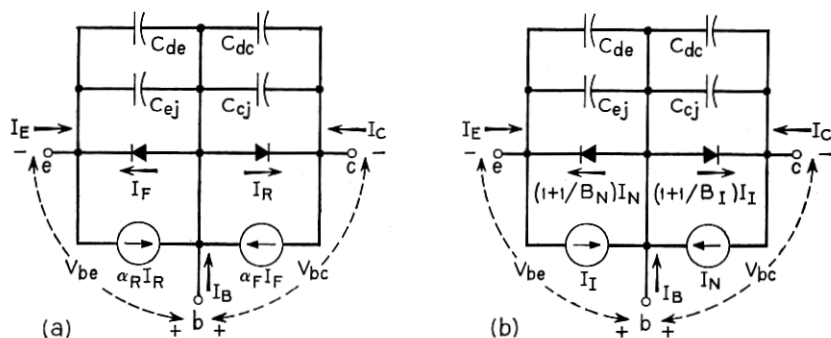 C_de C_dc
C_ej C_cj
I_E I_C
− e c −
I_F I_R
V_be α_R I_R α_F I_F V_bc
I_B
(a) + b +
C_de C_dc
C_ej C_cj
I_E I_C
− e c −
(1+1/B_N)I_N (1+1/B_I)I_I
V_be I_I I_N V_bc
I_B
(b) + b +